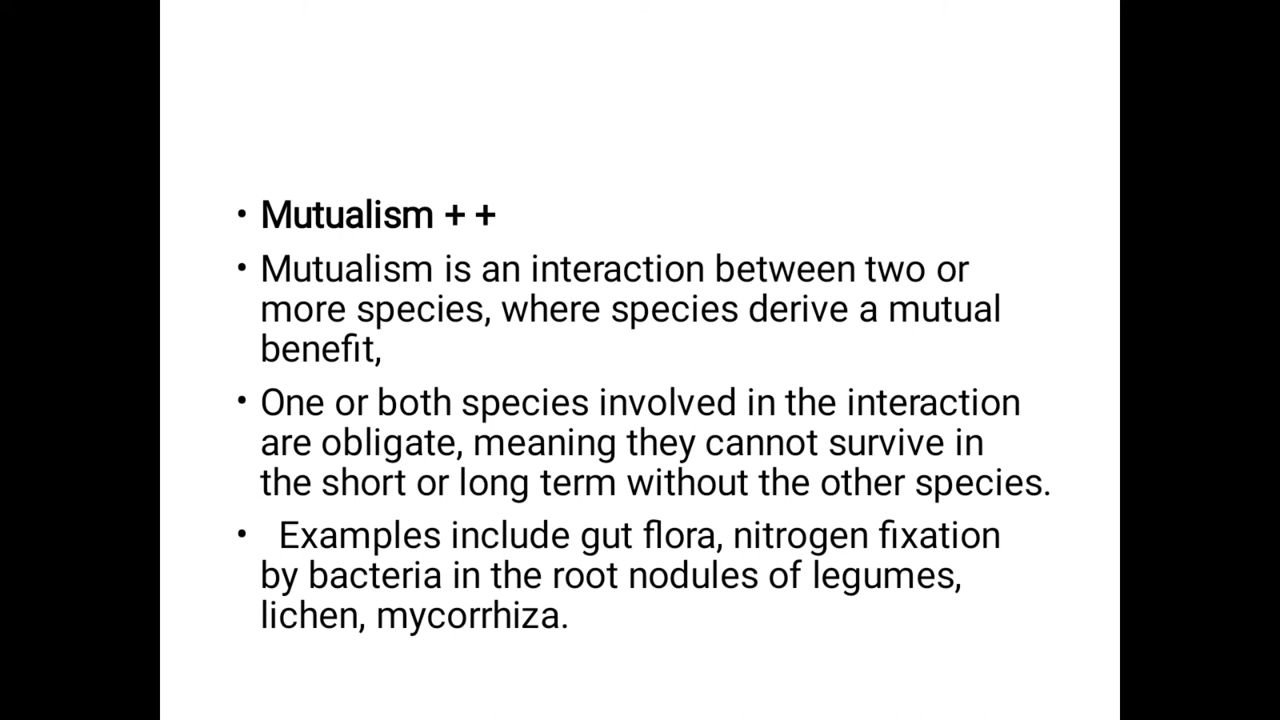 • Mutualism + +
• Mutualism is an interaction between two or
more species, where species derive a mutual
benefit,
• One or both species involved in the interaction
are obligate, meaning they cannot survive in
the short or long term without the other species.
• Examples include gut flora, nitrogen fixation
by bacteria in the root nodules of legumes,
lichen, mycorrhiza.